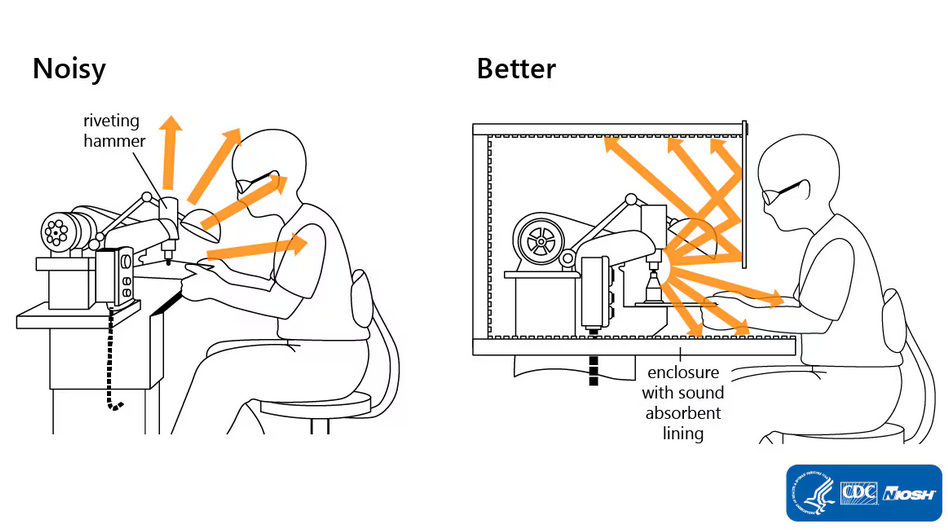 Noisy
riveting
hammer
Better
enclosure
with sound
absorbent
lining
CDC
NIOSH